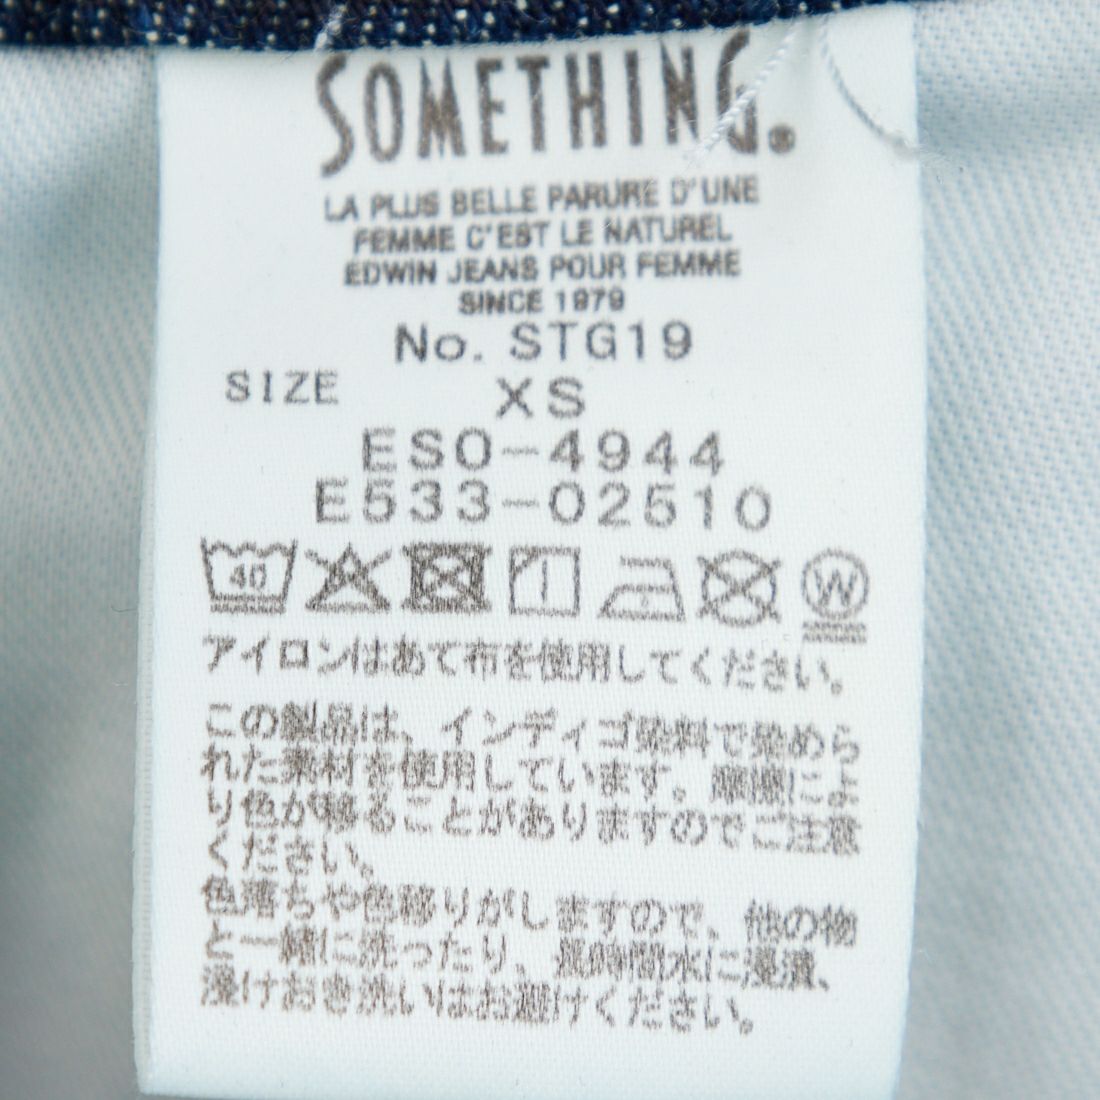 SOMETHING®
LA PLUS BELLE PARURE D'UNE
FEMME C'EST LE NATUREL
EDWIN JEANS POUR FEMME
SINCE 1979
No. STG19
SIZE XS
ESO-4944
E533-02510
40
W
アイロンはあて布を使用してください。
この製品は、インディゴ染料で染めら
れた素材を使用しています。摩擦によ
り色が移ることがありますのでご注意
ください。
色落ちや色移りがしますので、他の物
と一緒に洗ったり、長時間水に浸漬、
浸けおき洗いはお避けください。